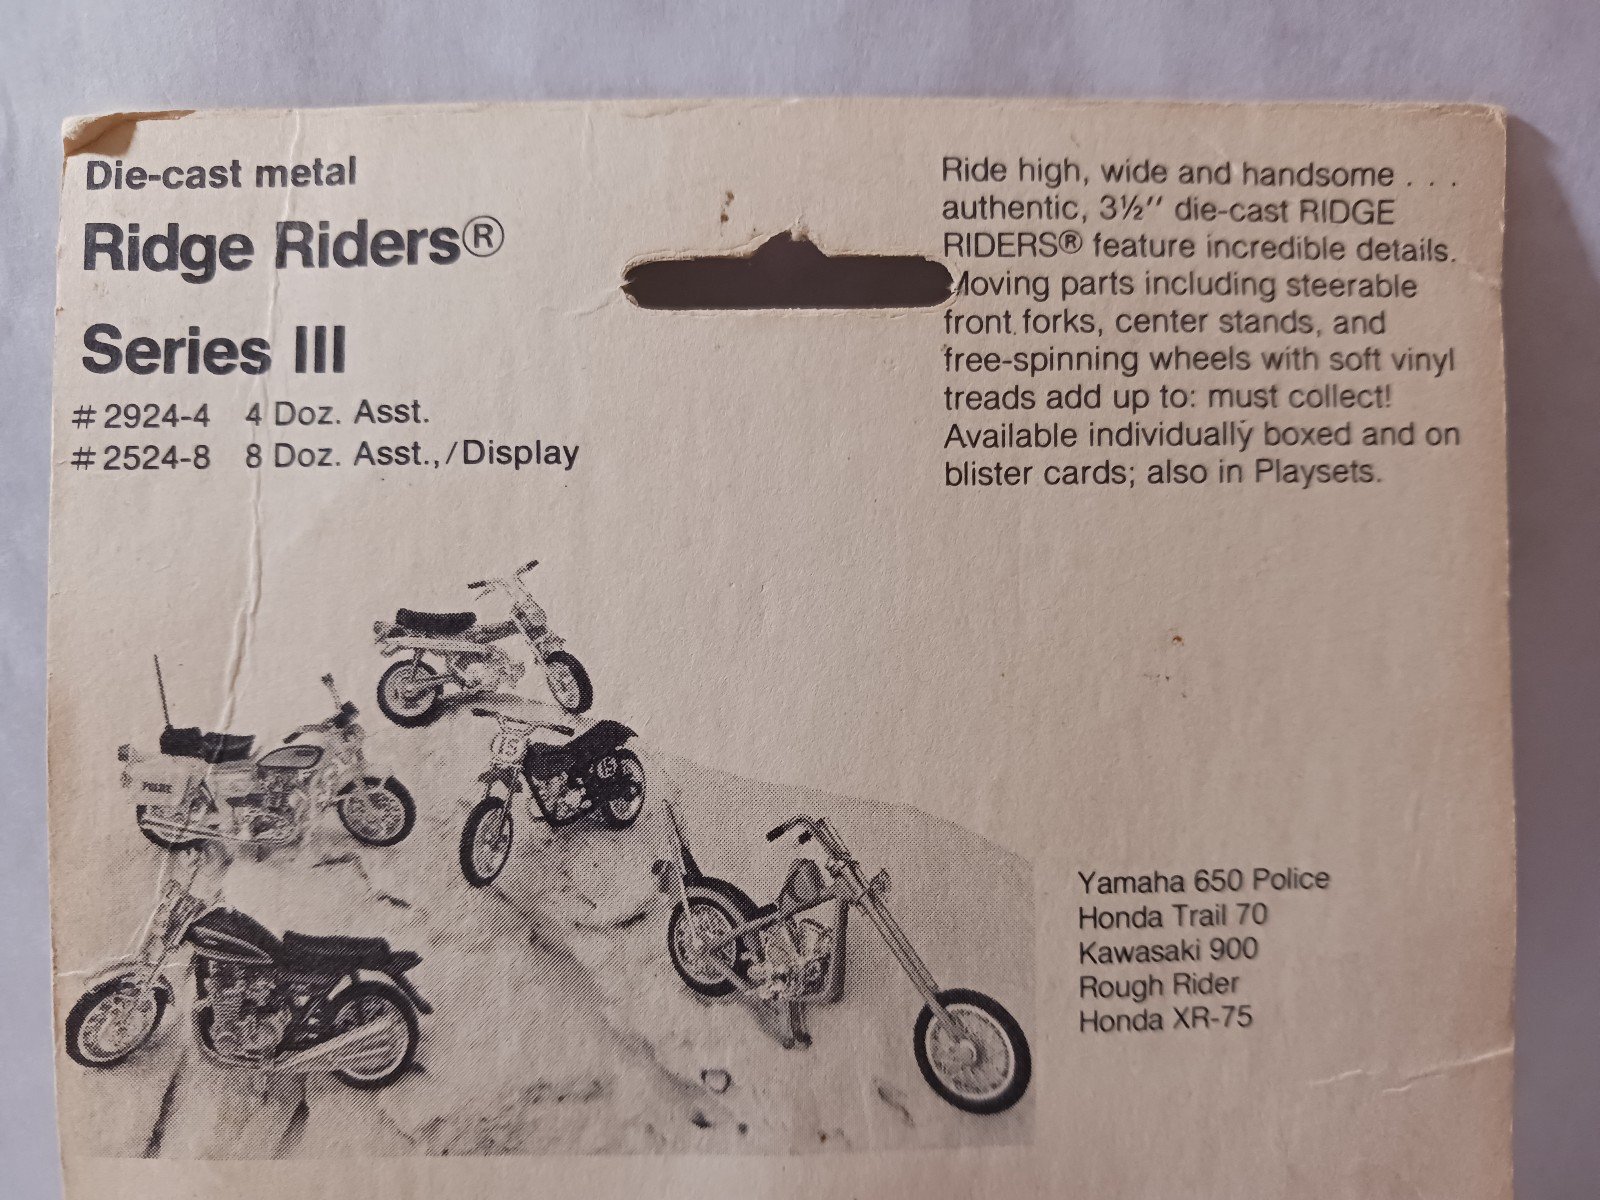 Die-cast metal
Ridge Riders®
Series III
# 2924-4 4 Doz. Asst.
# 2524-8 8 Doz. Asst., / Display
Ride high, wide and handsome . . .
authentic, 3½″ die-cast RIDGE
RIDERS® feature incredible details.
Moving parts including steerable
front forks, center stands, and
free-spinning wheels with soft vinyl
treads add up to: must collect!
Available individually boxed and on
blister cards; also in Playsets.
POLICE
15
15
Yamaha 650 Police
Honda Trail 70
Kawasaki 900
Rough Rider
Honda XR-75